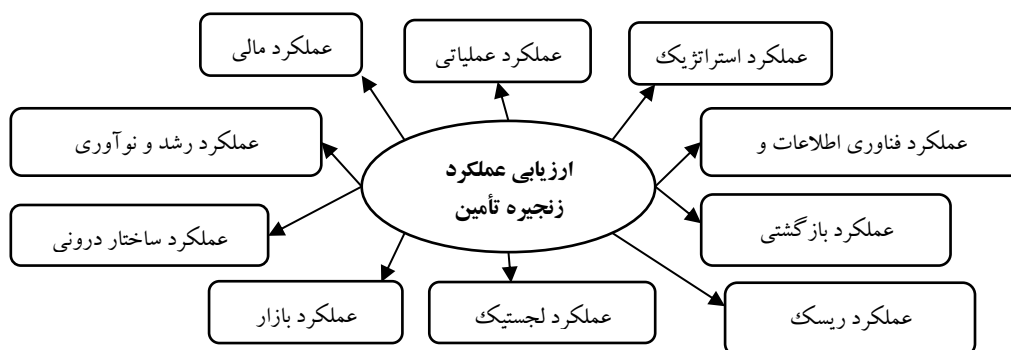 عملکرد استراتژیک
عملکرد عملیاتی
عملکرد مالی
عملکرد فناوری اطلاعات و
عملکرد رشد و نوآوری
ارزیابی عملکرد
زنجیره تأمین
عملکرد بازگشتی
عملکرد ساختار درونی
عملکرد ریسک
عملکرد لجستیک
عملکرد بازار